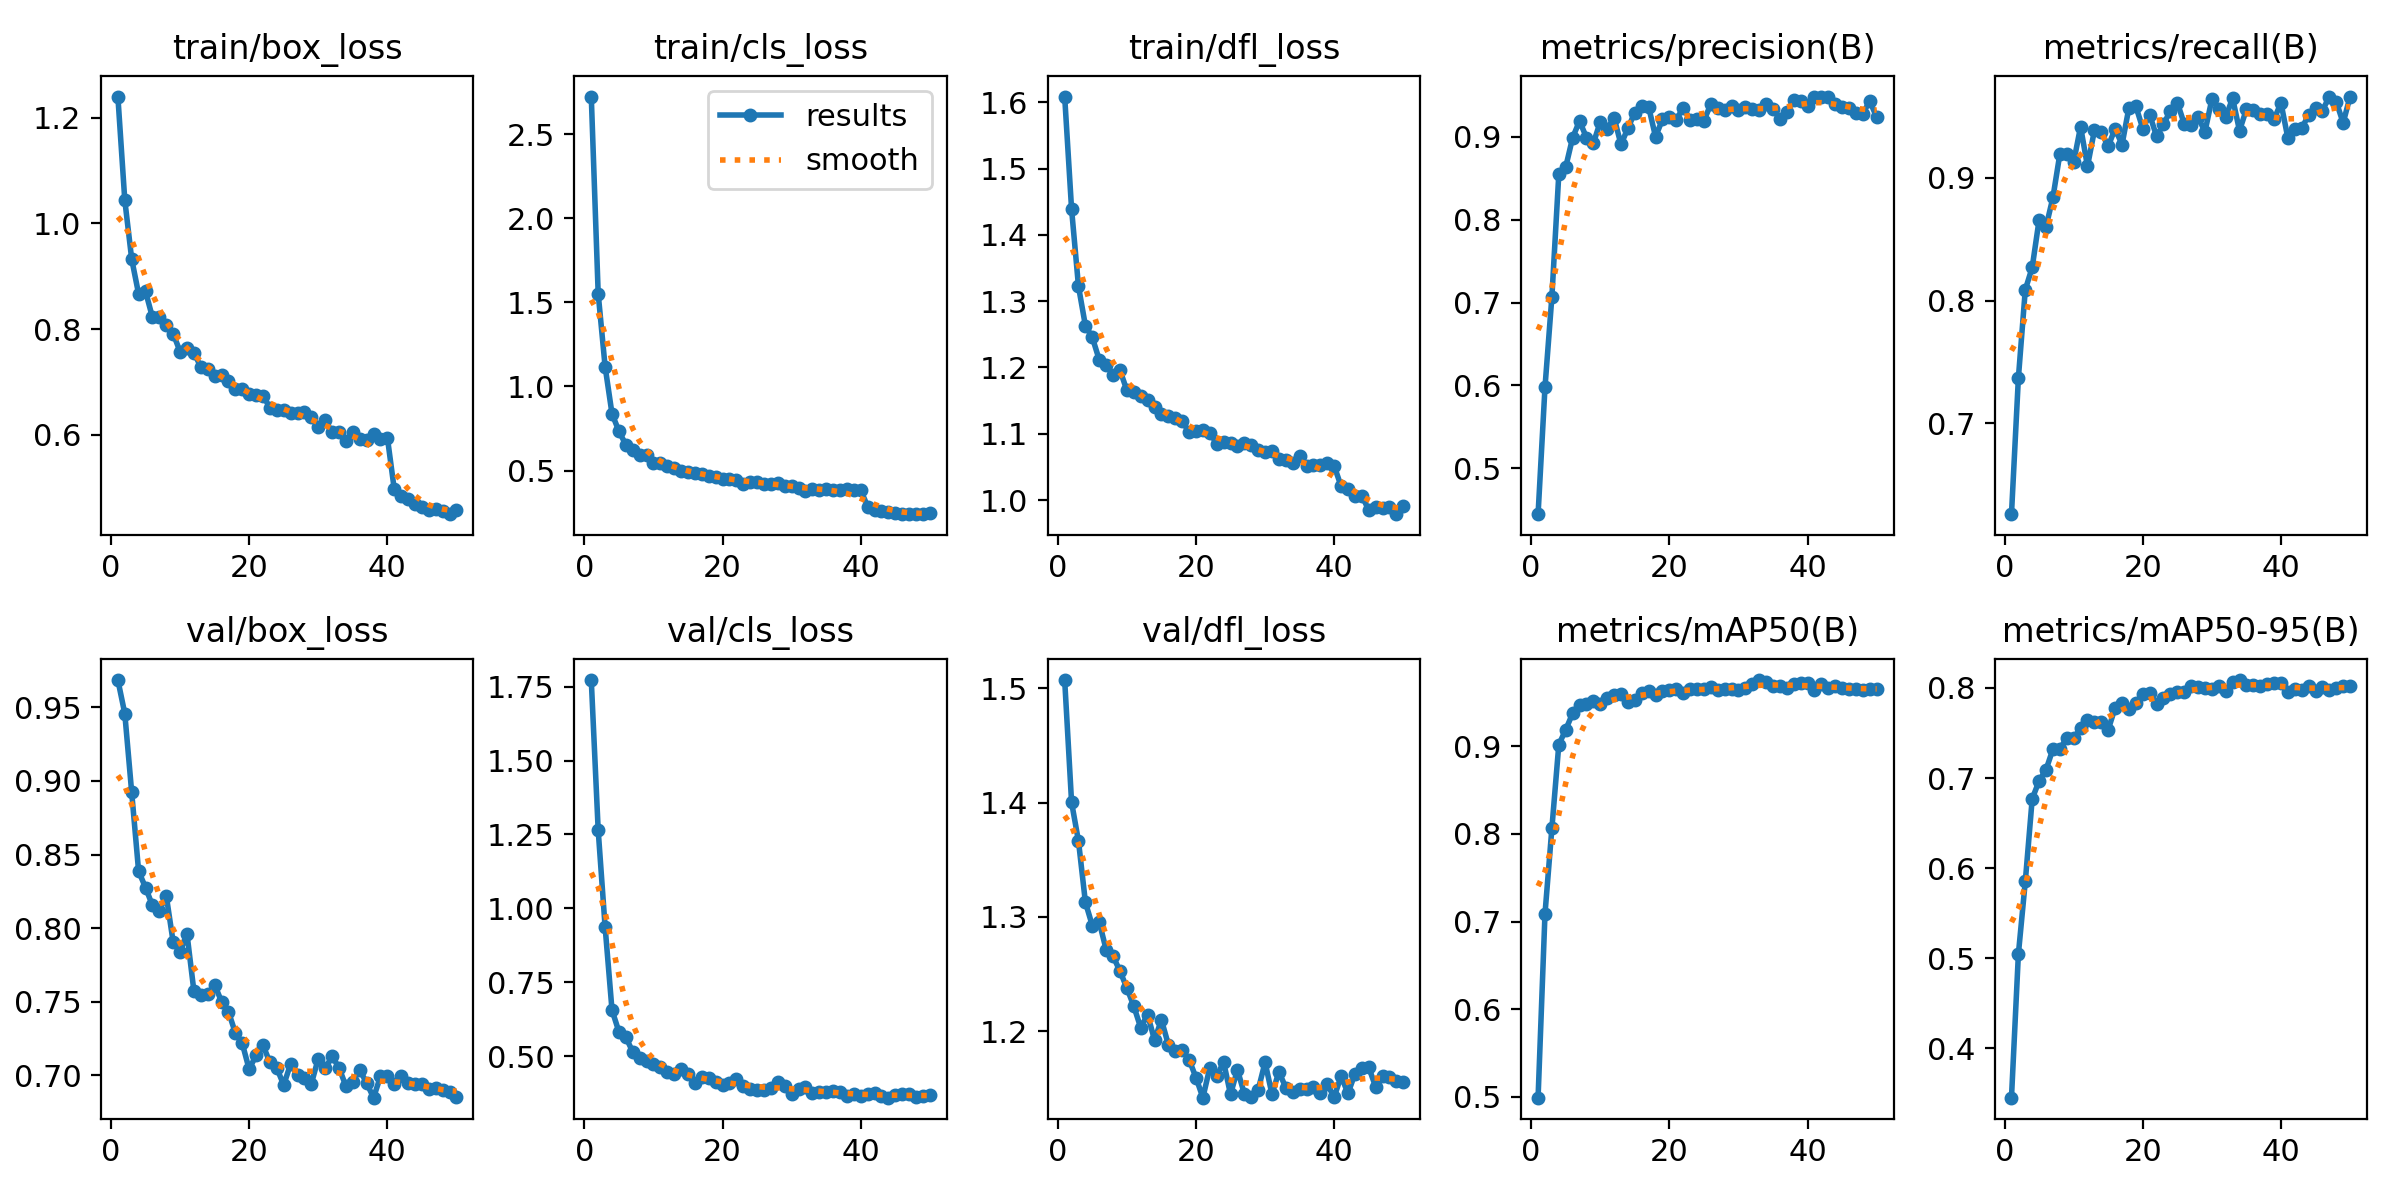 train/box_loss
1.2
1.0
0.8
0.6
0 20 40
train/cls_loss
results
smooth
2.5
2.0
1.5
1.0
0.5
0 20 40
train/dfl_loss
1.6
1.5
1.4
1.3
1.2
1.1
1.0
0 20 40
metrics/precision(B)
0.9
0.8
0.7
0.6
0.5
0 20 40
metrics/recall(B)
0.9
0.8
0.7
0 20 40
val/box_loss
0.95
0.90
0.85
0.80
0.75
0.70
0 20 40
val/cls_loss
1.75
1.50
1.25
1.00
0.75
0.50
0 20 40
val/dfl_loss
1.5
1.4
1.3
1.2
0 20 40
metrics/mAP50(B)
0.9
0.8
0.7
0.6
0.5
0 20 40
metrics/mAP50-95(B)
0.8
0.7
0.6
0.5
0.4
0 20 40